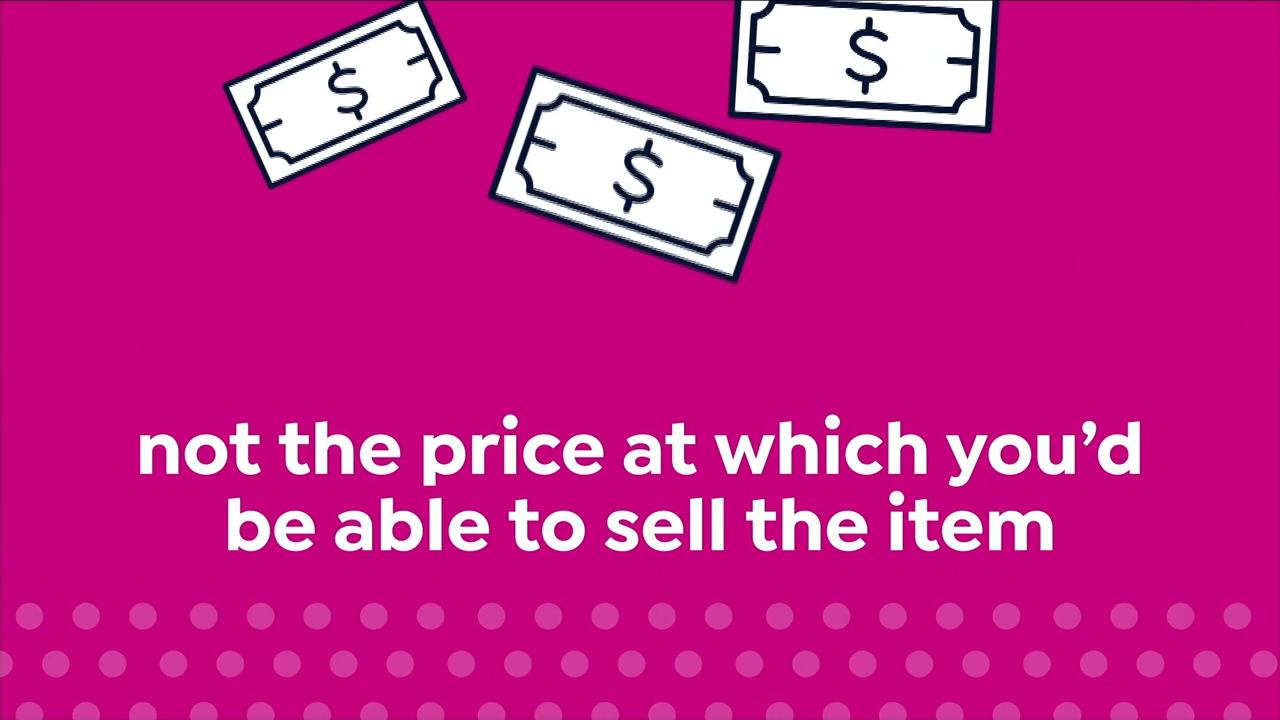 $
$
$
not the price at which you’d
be able to sell the item